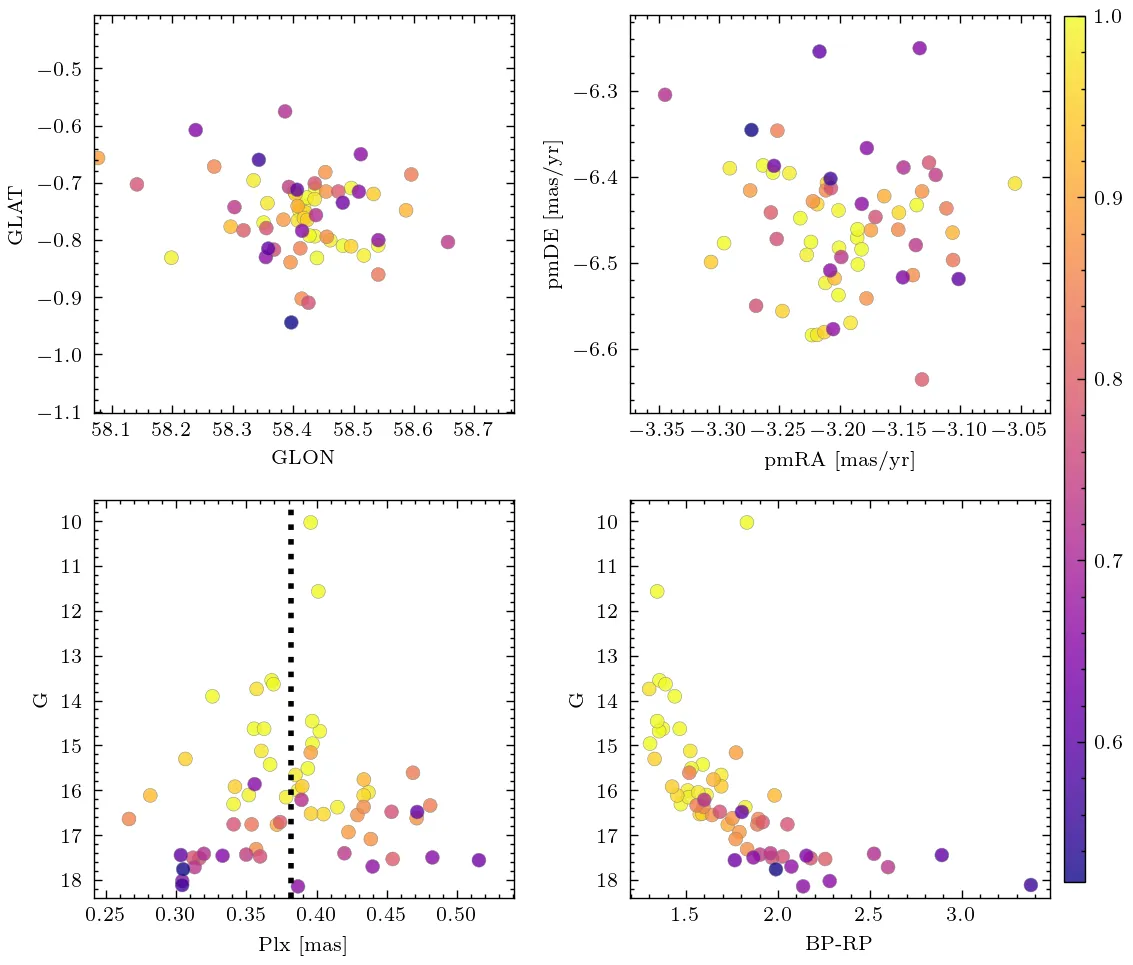 −0.5
−0.6
−0.7
−0.8
−0.9
−1.0
−1.1
GLAT
58.1 58.2 58.3 58.4 58.5 58.6 58.7
GLON
−6.3
−6.4
−6.5
−6.6
pmDE [mas/yr]
−3.35 −3.30 −3.25 −3.20 −3.15 −3.10 −3.05
pmRA [mas/yr]
10
11
12
13
14
15
16
17
18
G
0.25 0.30 0.35 0.40 0.45 0.50
Plx [mas]
10
11
12
13
14
15
16
17
18
G
1.5 2.0 2.5 3.0
BP-RP
1.0
0.9
0.8
0.7
0.6